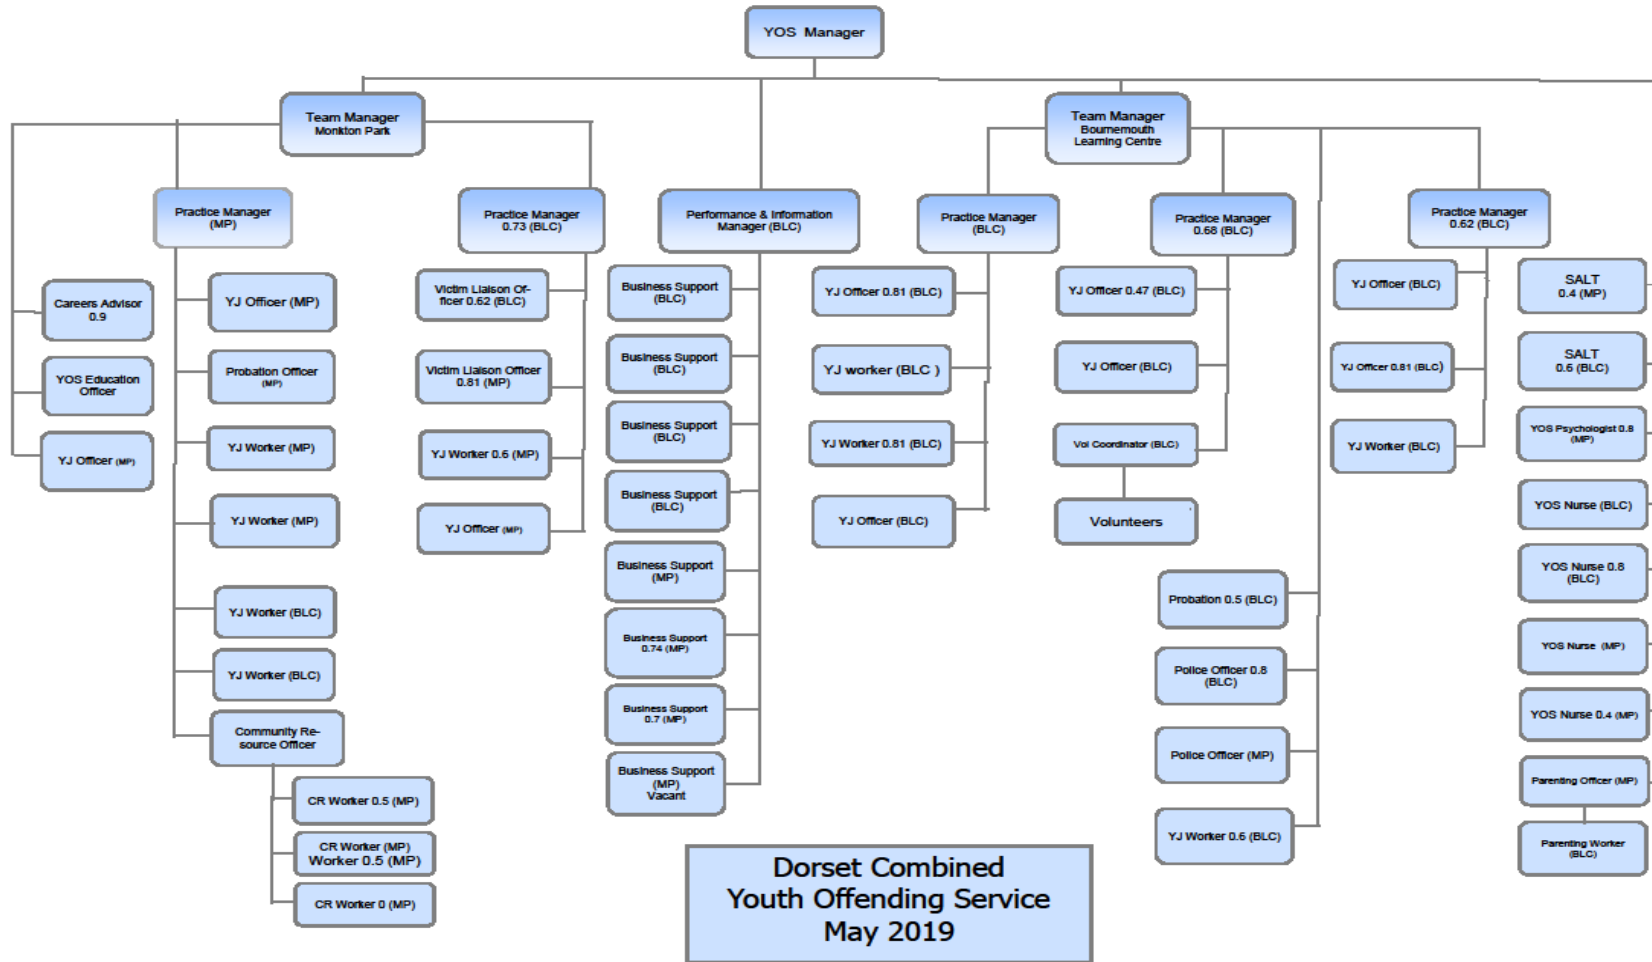 YOS  Manager
Team Manager
Monkton Park
Team Manager
Bournemouth
Learning Centre
Practice Manager
(MP)
Practice Manager
0.73 (BLC)
Performance & Information
Manager (BLC)
Practice Manager
(BLC)
Practice Manager
0.68 (BLC)
Practice Manager
0.62 (BLC)
Careers Advisor
0.9
YOS Education
Officer
YJ Officer (MP)
YJ Officer (MP)
Probation Officer
(MP)
YJ Worker (MP)
YJ Worker (MP)
YJ Worker (BLC)
YJ Worker (BLC)
Community Re-
source Officer
CR Worker 0.5 (MP)
CR Worker (MP)
Worker 0.5 (MP)
CR Worker 0 (MP)
Victim Liaison Of-
ficer 0.62 (BLC)
Victim Liaison Officer
0.81 (MP)
YJ Worker 0.6 (MP)
YJ Officer (MP)
Business Support
(BLC)
Business Support
(BLC)
Business Support
(BLC)
Business Support
(BLC)
Business Support
(MP)
Business Support
0.74 (MP)
Business Support
0.7 (MP)
Business Support
(MP)
Vacant
YJ Officer 0.81 (BLC)
YJ worker (BLC )
YJ Worker 0.81 (BLC)
YJ Officer (BLC)
YJ Officer 0.47 (BLC)
YJ Officer (BLC)
Vol Coordinator (BLC)
Volunteers
Probation 0.5 (BLC)
Police Officer 0.8
(BLC)
Police Officer (MP)
YJ Worker 0.6 (BLC)
YJ Officer (BLC)
YJ Officer 0.81 (BLC)
YJ Worker (BLC)
SALT
0.4 (MP)
SALT
0.6 (BLC)
YOS Psychologist 0.8
(MP)
YOS Nurse (BLC)
YOS Nurse 0.8
(BLC)
YOS Nurse  (MP)
YOS Nurse 0.4 (MP)
Parenting Officer (MP)
Parenting Worker
(BLC)
Dorset Combined
Youth Offending Service
May 2019